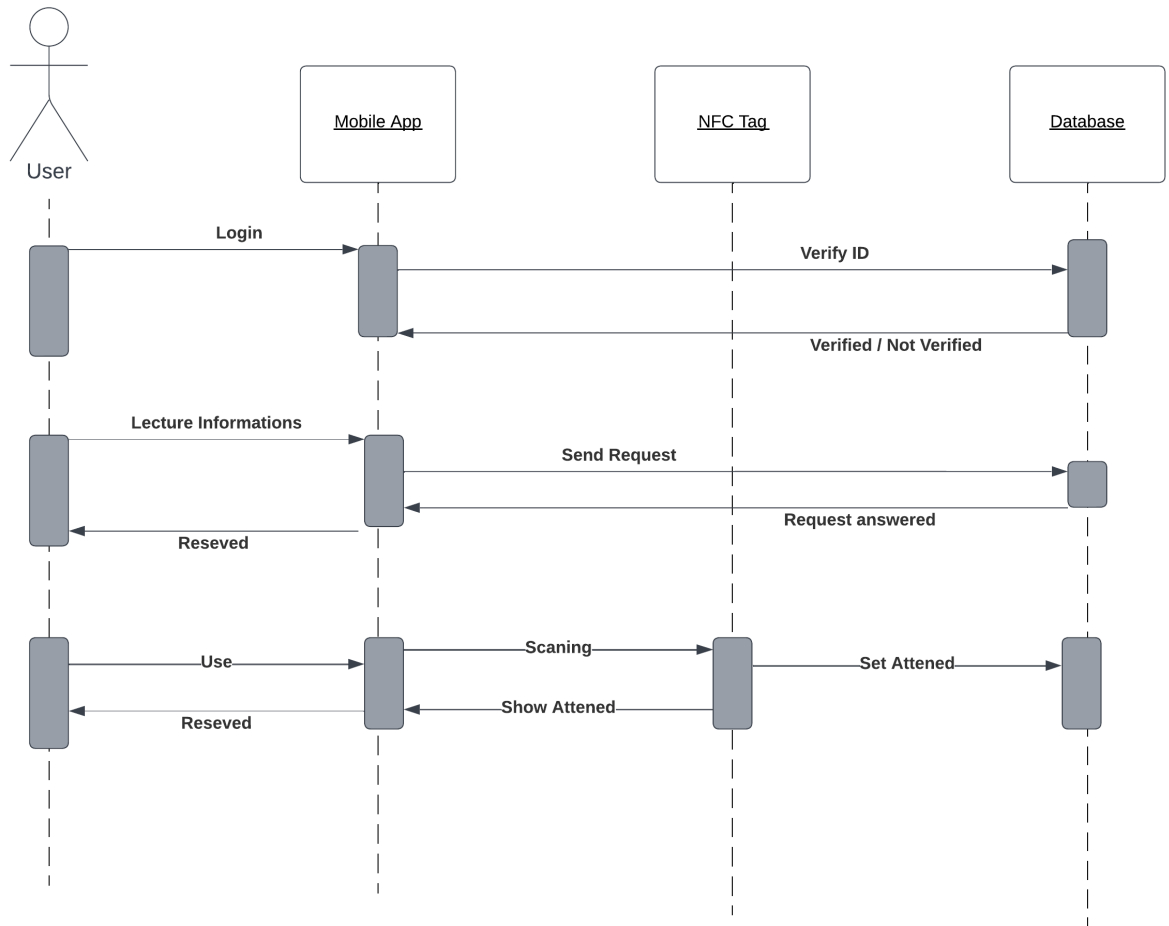 User
Mobile App
NFC Tag
Database
Login
Verify ID
Verified / Not Verified
Lecture Informations
Send Request
Request answered
Reseved
Use
Scaning
Set Attened
Show Attened
Reseved